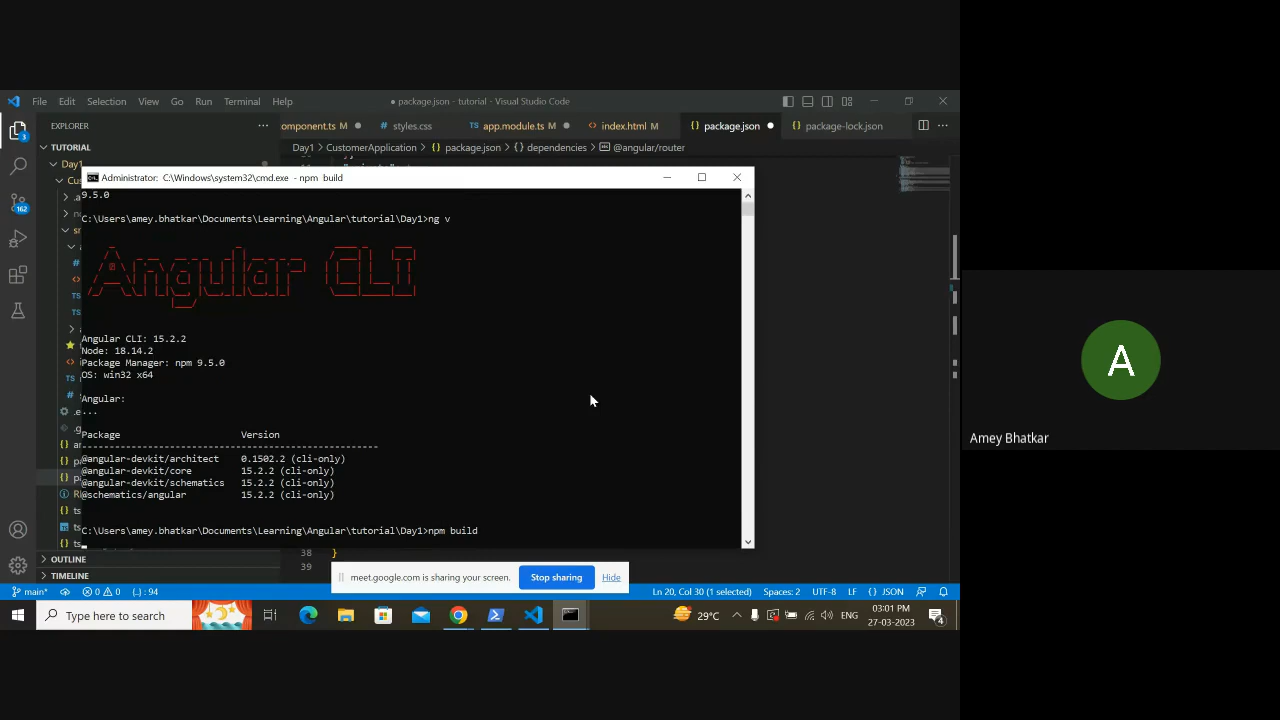 File Edit Selection View Go Run Terminal Help
● package.json - tutorial - Visual Studio Code
EXPLORER
omponent.ts M
styles.css
app.module.ts M
index.html M
package.json
package-lock.json
TUTORIAL
Day1
Day1 > CustomerApplication > {} package.json > {} dependencies > @angular/router
Administrator: C:\Windows\system32\cmd.exe - npm build
9.5.0
C:\Users\amey.bhatkar\Documents\Learning\Angular\tutorial\Day1>ng v
Angular CLI
Angular CLI: 15.2.2
Node: 18.14.2
Package Manager: npm 9.5.0
OS: win32 x64
Angular:
...
Package Version
------------------------------------------------------
@angular-devkit/architect 0.1502.2 (cli-only)
@angular-devkit/core 15.2.2 (cli-only)
@angular-devkit/schematics 15.2.2 (cli-only)
@schematics/angular 15.2.2 (cli-only)
C:\Users\amey.bhatkar\Documents\Learning\Angular\tutorial\Day1>npm build
38 }
39
OUTLINE
TIMELINE
meet.google.com is sharing your screen. Stop sharing Hide
main* 0 0 {..} : 94 Ln 20, Col 30 (1 selected) Spaces: 2 UTF-8 LF {} JSON
Type here to search
29°C
ENG
03:01 PM
27-03-2023
4
162
3
A
Amey Bhatkar